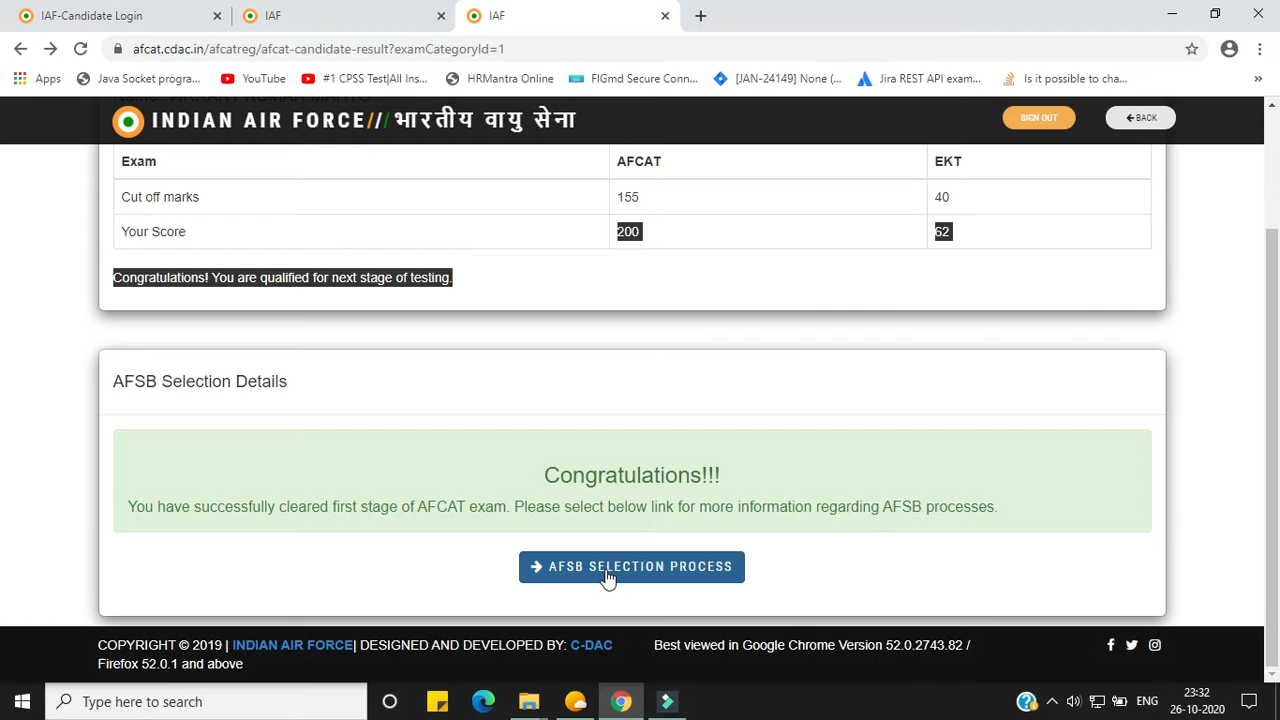 IAF-Candidate Login
IAF
IAF
afcat.cdac.in/afcatreg/afcat-candidate-result?examCategoryId=1
Apps Java Socket progra... YouTube #1 CPSS Test|All Ins... HRMantra Online FIGmd Secure Conn... [JAN-24149] None (... Jira REST API exam... Is it possible to cha... »
INDIAN AIR FORCE // भारतीय वायु सेना
SIGN OUT
BACK
Exam AFCAT EKT
Cut off marks 155 40
Your Score 200 62
Congratulations! You are qualified for next stage of testing.
AFSB Selection Details
Congratulations!!!
You have successfully cleared first stage of AFCAT exam. Please select below link for more information regarding AFSB processes.
AFSB SELECTION PROCESS
COPYRIGHT © 2019 | INDIAN AIR FORCE| DESIGNED AND DEVELOPED BY: C-DAC
Best viewed in Google Chrome Version 52.0.2743.82 /
Firefox 52.0.1 and above
Type here to search
ENG
23:32
26-10-2020